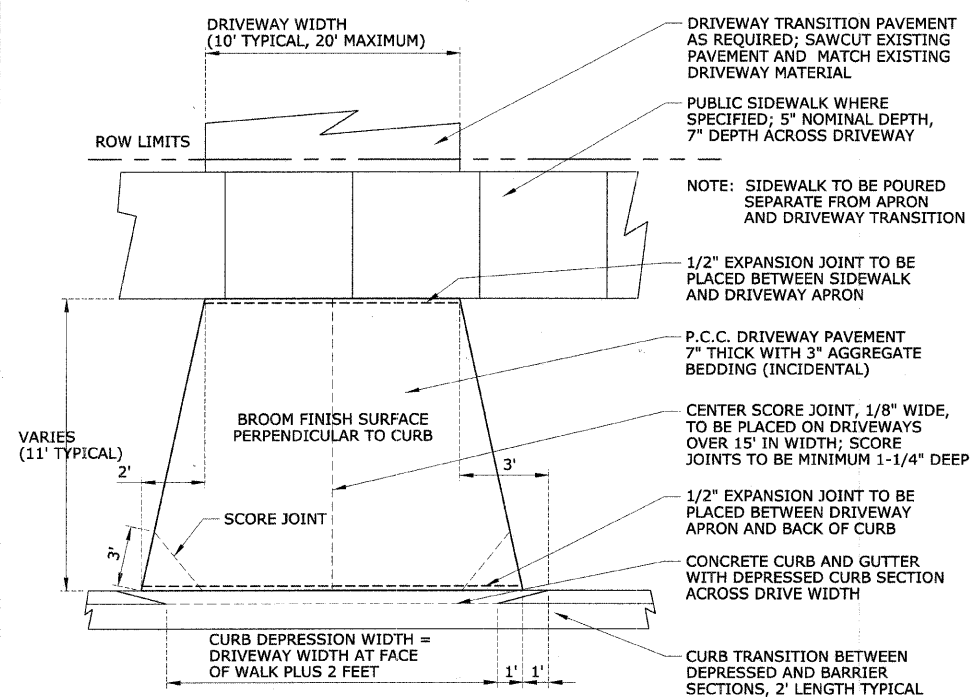 DRIVEWAY WIDTH
(10' TYPICAL, 20' MAXIMUM)
DRIVEWAY TRANSITION PAVEMENT
AS REQUIRED; SAWCUT EXISTING
PAVEMENT AND MATCH EXISTING
DRIVEWAY MATERIAL
PUBLIC SIDEWALK WHERE
SPECIFIED; 5" NOMINAL DEPTH,
7" DEPTH ACROSS DRIVEWAY
ROW LIMITS
NOTE: SIDEWALK TO BE POURED
SEPARATE FROM APRON
AND DRIVEWAY TRANSITION
1/2" EXPANSION JOINT TO BE
PLACED BETWEEN SIDEWALK
AND DRIVEWAY APRON
P.C.C. DRIVEWAY PAVEMENT
7" THICK WITH 3" AGGREGATE
BEDDING (INCIDENTAL)
BROOM FINISH SURFACE
PERPENDICULAR TO CURB
CENTER SCORE JOINT, 1/8" WIDE,
TO BE PLACED ON DRIVEWAYS
OVER 15' IN WIDTH; SCORE
JOINTS TO BE MINIMUM 1-1/4" DEEP
VARIES
(11' TYPICAL)
2'
3'
1/2" EXPANSION JOINT TO BE
PLACED BETWEEN DRIVEWAY
APRON AND BACK OF CURB
SCORE JOINT
3'
CONCRETE CURB AND GUTTER
WITH DEPRESSED CURB SECTION
ACROSS DRIVE WIDTH
CURB DEPRESSION WIDTH =
DRIVEWAY WIDTH AT FACE
OF WALK PLUS 2 FEET
1'
1'
CURB TRANSITION BETWEEN
DEPRESSED AND BARRIER
SECTIONS, 2' LENGTH TYPICAL